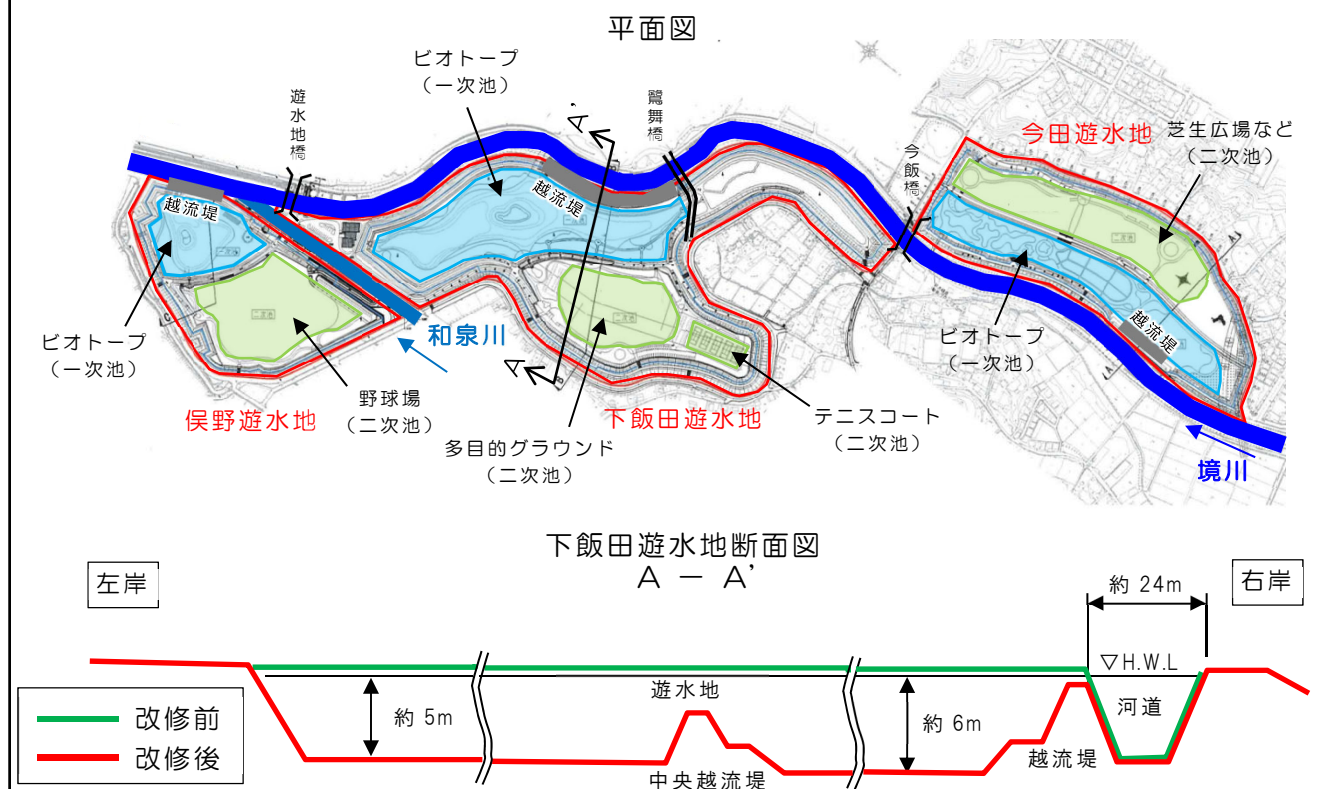 平面図
ビオトープ
（一次池）
遊水地橋
A’
鷺舞橋
今飯橋
今田遊水地
芝生広場など
（二次池）
越流堤
越流堤
和泉川
ビオトープ
（一次池）
俣野遊水地
野球場
（二次池）
A
多目的グラウンド
（二次池）
下飯田遊水地
テニスコート
（二次池）
ビオトープ
（一次池）
越流堤
境川
下飯田遊水地断面図
A － A’
左岸
約 24m
右岸
▽H.W.L
遊水地
河道
約 5m
約 6m
越流堤
中央越流堤
改修前
改修後